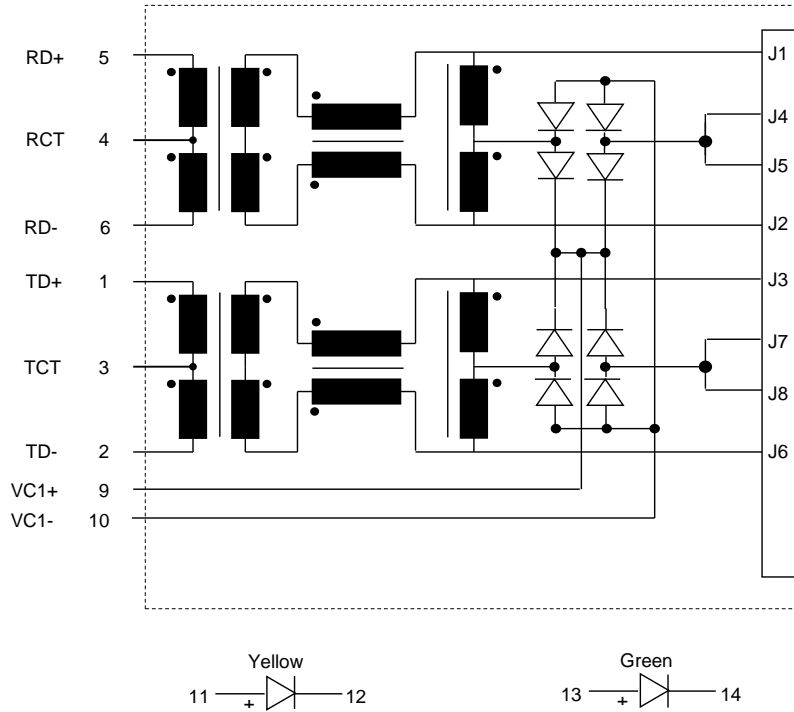 RD+ 5 J1
J4
RCT 4
J5
RD- 6 J2
TD+ 1 J3
J7
TCT 3
J8
TD- 2 J6
VC1+ 9
VC1- 10
Yellow
11 + 12
Green
13 + 14